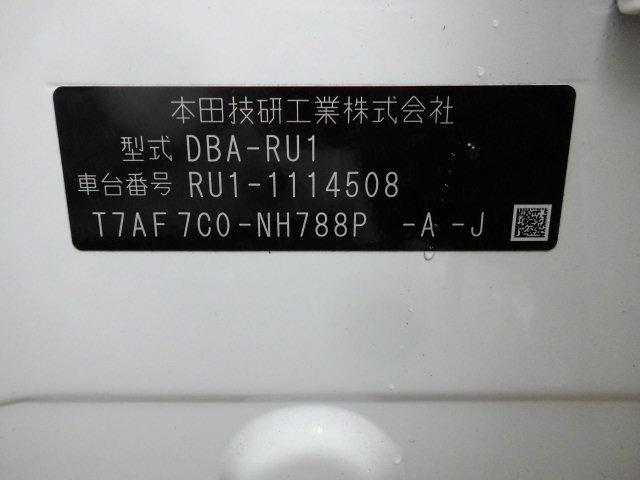 本田技研工業株式会社
型式 DBA-RU1
車台番号 RU1-1114508
T7AF 7C0-NH788P -A -J